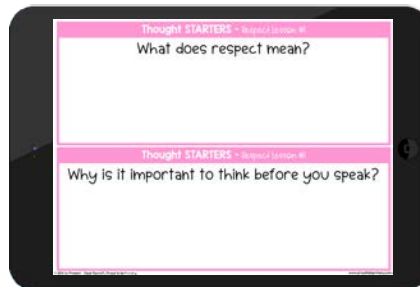 Thought STARTERS • Respect Lesson #1
What does respect mean?
Thought STARTERS • Respect Lesson #1
Why is it important to think before you speak?